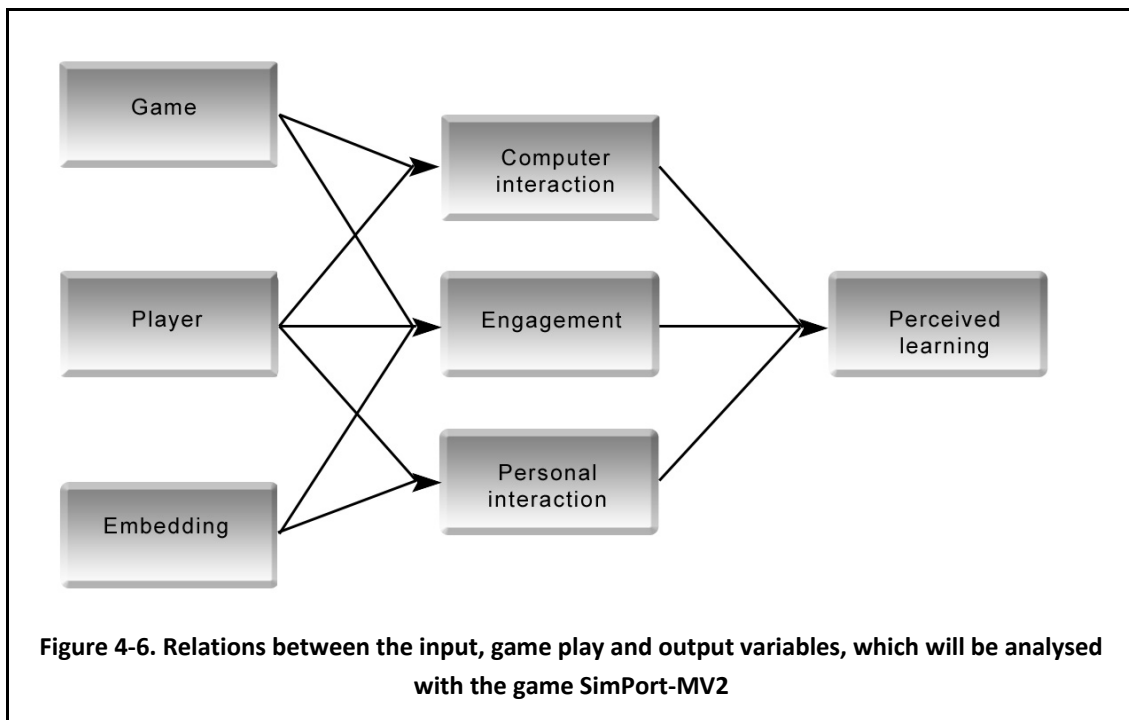 Game
Computer
interaction
Player
Engagement
Perceived
learning
Personal
interaction
Embedding
Figure 4-6. Relations between the input, game play and output variables, which will be analysed
with the game SimPort-MV2